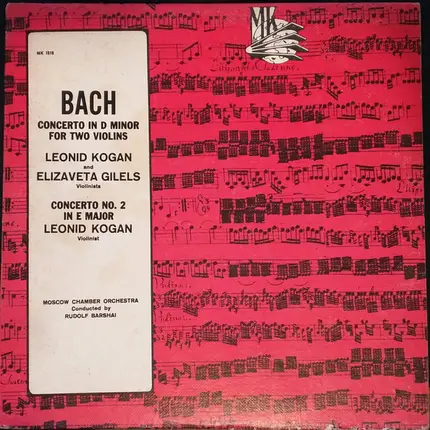 MK 1518
MK
BACH
CONCERTO IN D MINOR
FOR TWO VIOLINS
LEONID KOGAN
and
ELIZAVETA GILELS
Violinists
CONCERTO NO. 2
IN E MAJOR
LEONID KOGAN
Violinist
MOSCOW CHAMBER ORCHESTRA
Conducted by
RUDOLF BARSHAI